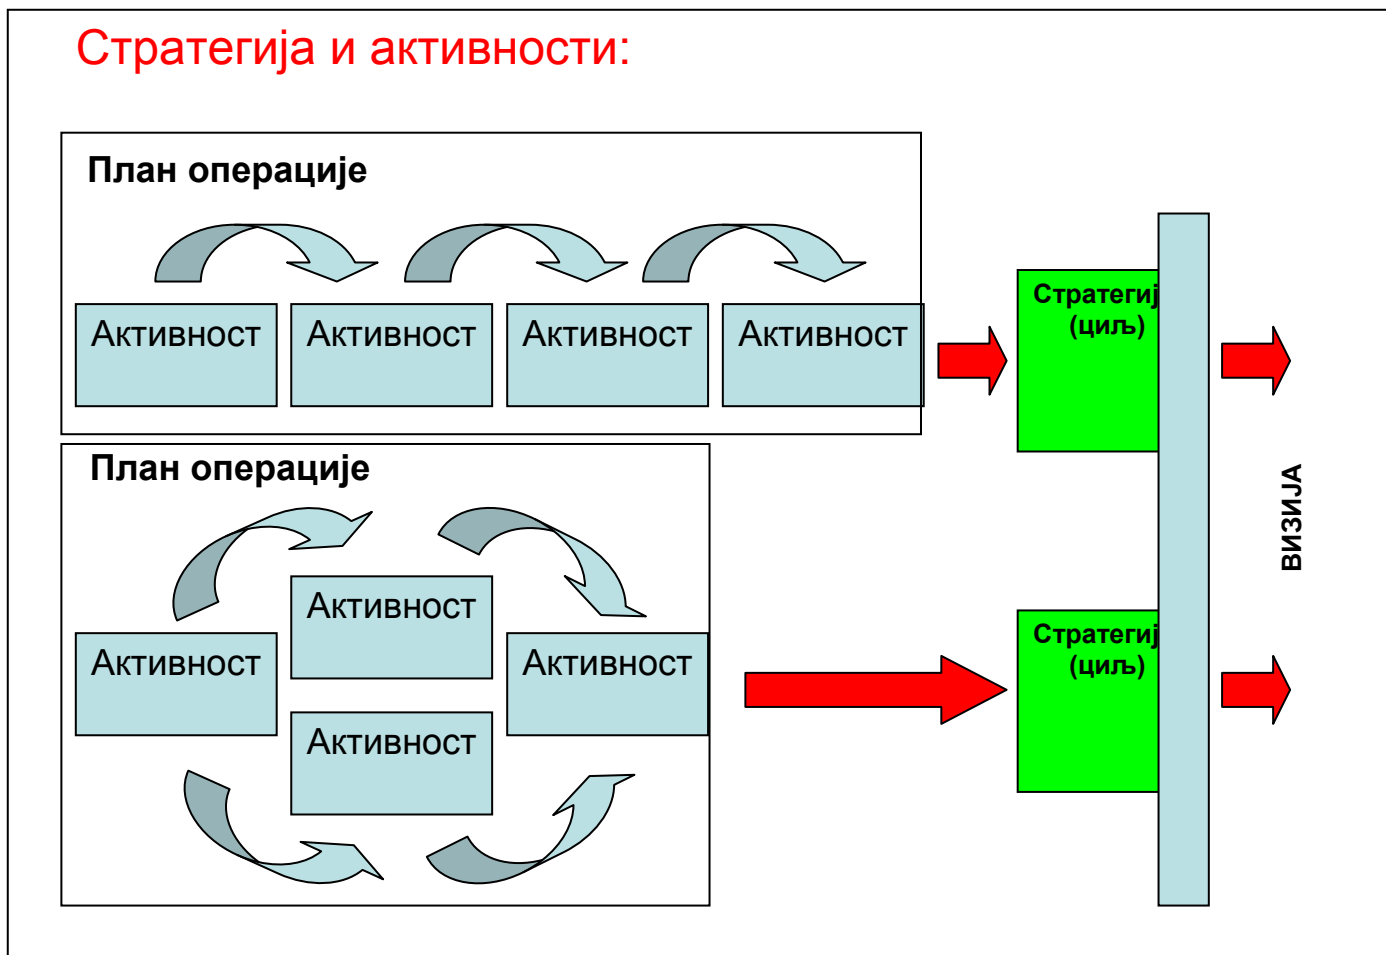 Стратегија и активности:
План операције
Активност
Активност
Активност
Активност
Стратегиј
(циљ)
План операције
Активност
Активност
Активност
Активност
Стратегиј
(циљ)
ВИЗИЈА